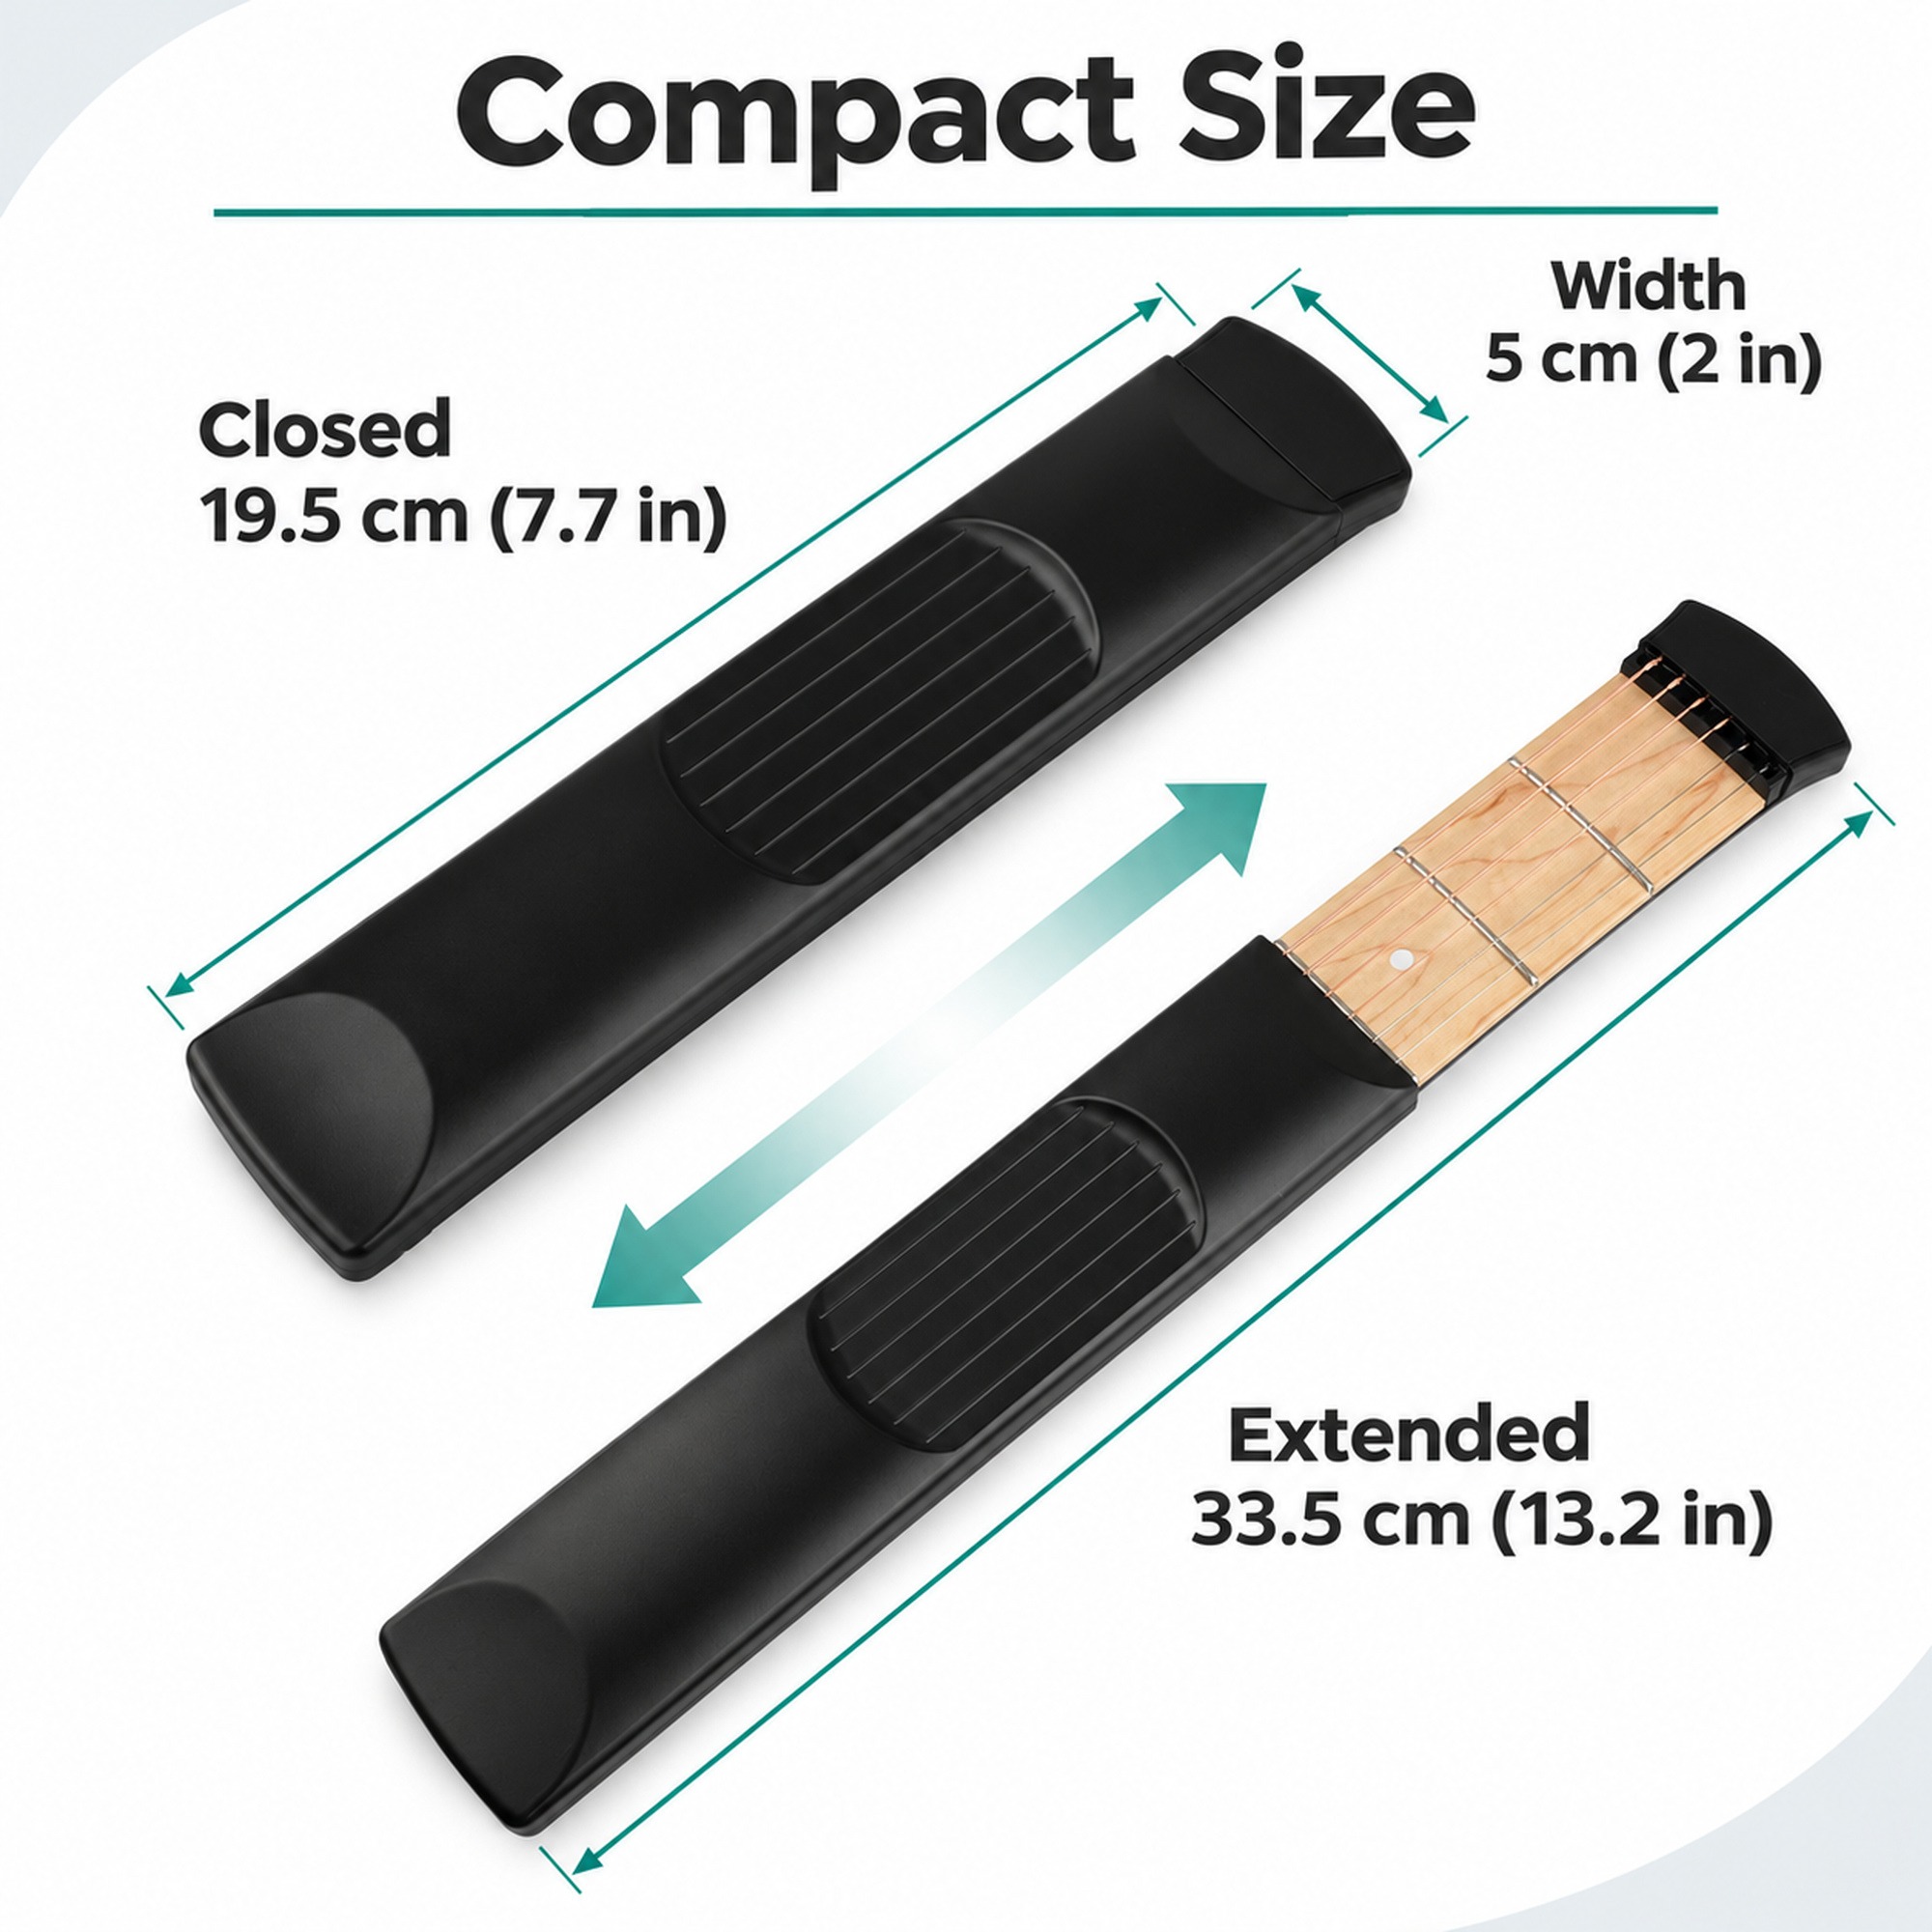 Compact Size
Width
5 cm (2 in)
Closed
19.5 cm (7.7 in)
Extended
33.5 cm (13.2 in)